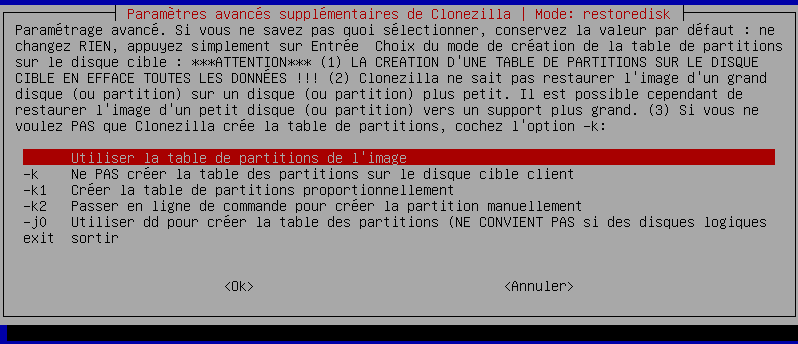 Paramètres avancés supplémentaires de Clonezilla | Mode: restoredisk
Paramétrage avancé. Si vous ne savez pas quoi sélectionner, conservez la valeur par défaut : ne
changez RIEN, appuyez simplement sur Entrée  Choix du mode de création de la table de partitions
sur le disque cible : ***ATTENTION*** (1) LA CREATION D'UNE TABLE DE PARTITIONS SUR LE DISQUE
CIBLE EN EFFACE TOUTES LES DONNÉES !!! (2) Clonezilla ne sait pas restaurer l'image d'un grand
disque (ou partition) sur un disque (ou partition) plus petit. Il est possible cependant de
restaurer l'image d'un petit disque (ou partition) vers un support plus grand. (3) Si vous ne
voulez PAS que Clonezilla crée la table de partitions, cochez l'option -k:
Utiliser la table de partitions de l'image
-k Ne PAS créer la table des partitions sur le disque cible client
-k1 Créer la table de partitions proportionnellement
-k2 Passer en ligne de commande pour créer la partition manuellement
-j0 Utiliser dd pour créer la table des partitions (NE CONVIENT PAS si des disques logiques
exit sortir
<Ok> <Annuler>